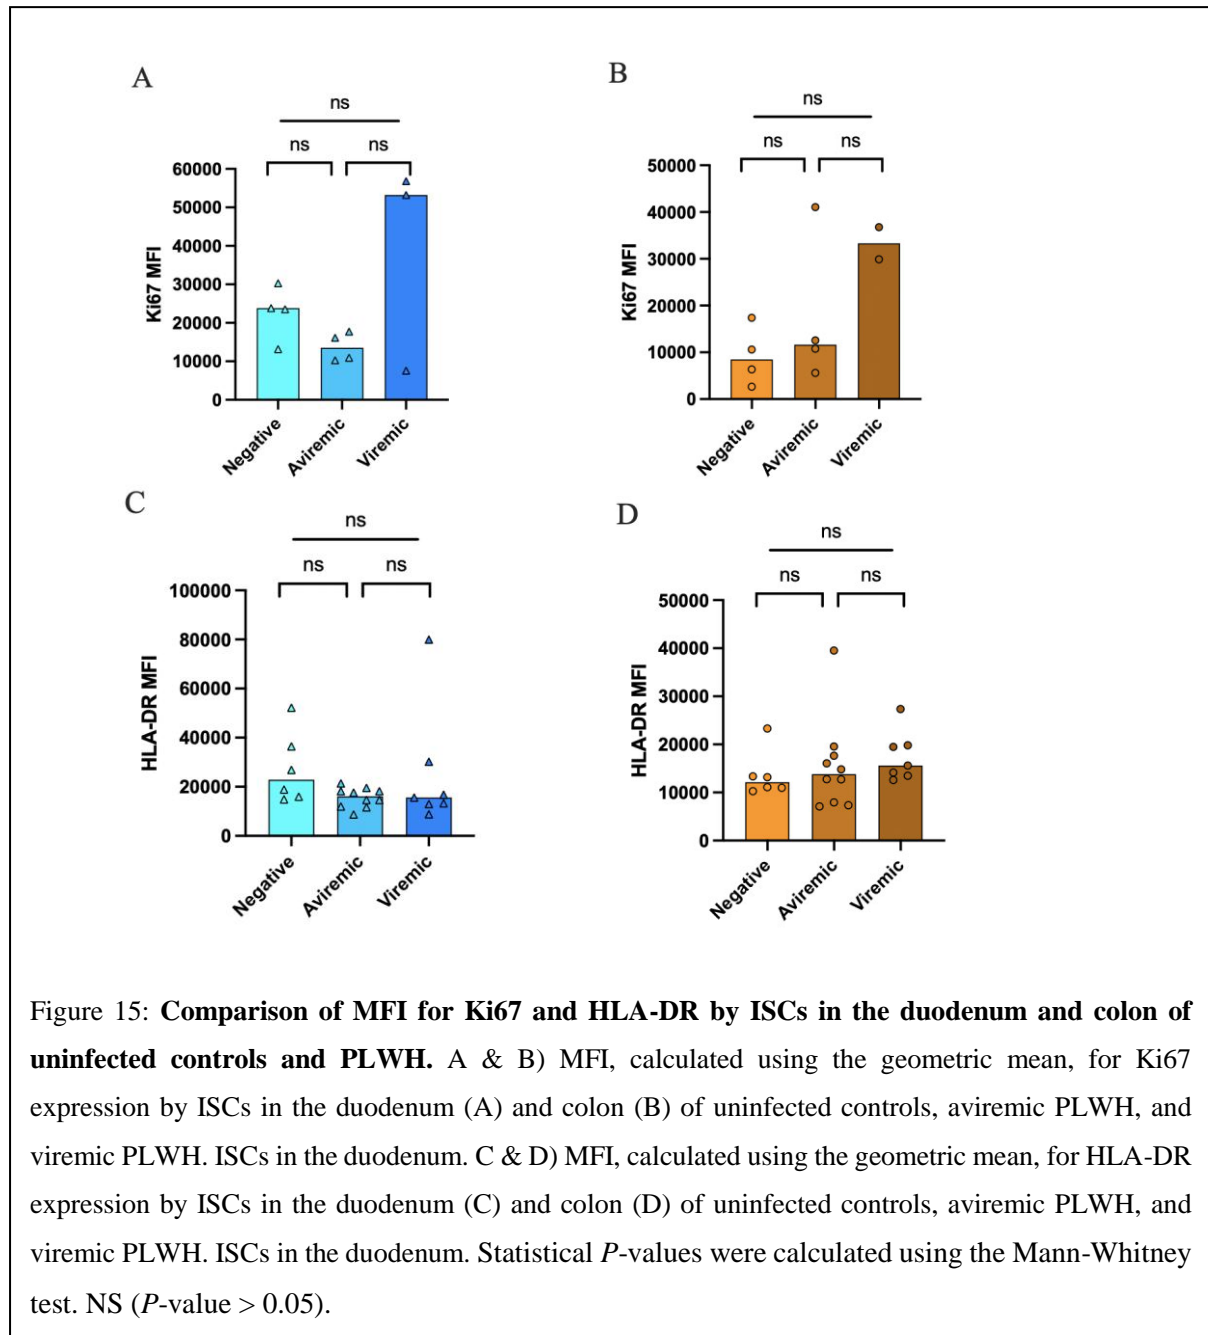 A
ns
ns ns
60000
50000
40000
30000
20000
10000
0
Ki67 MFI
Negative
Aviremic
Viremic
B
ns
ns ns
50000
40000
30000
20000
10000
0
Ki67 MFI
Negative
Aviremic
Viremic
C
ns
ns ns
100000
80000
60000
40000
20000
0
HLA-DR MFI
Negative
Aviremic
Viremic
D
ns
ns ns
50000
40000
30000
20000
10000
0
HLA-DR MFI
Negative
Aviremic
Viremic
Figure 15: Comparison of MFI for Ki67 and HLA-DR by ISCs in the duodenum and colon of
uninfected controls and PLWH. A & B) MFI, calculated using the geometric mean, for Ki67
expression by ISCs in the duodenum (A) and colon (B) of uninfected controls, aviremic PLWH, and
viremic PLWH. ISCs in the duodenum. C & D) MFI, calculated using the geometric mean, for HLA-DR
expression by ISCs in the duodenum (C) and colon (D) of uninfected controls, aviremic PLWH, and
viremic PLWH. ISCs in the duodenum. Statistical P-values were calculated using the Mann-Whitney
test. NS (P-value > 0.05).